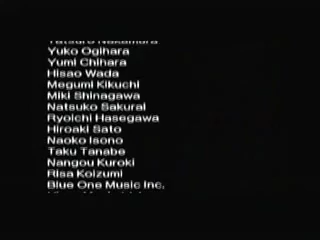 Yuko Ogihara
Yumi Chihara
Hisao Wada
Megumi Kikuchi
Miki Shinagawa
Natsuko Sakurai
Ryoichi Hasegawa
Hiroaki Sato
Naoko Isono
Taku Tanabe
Nangou Kuroki
Risa Koizumi
Blue One Music Inc.